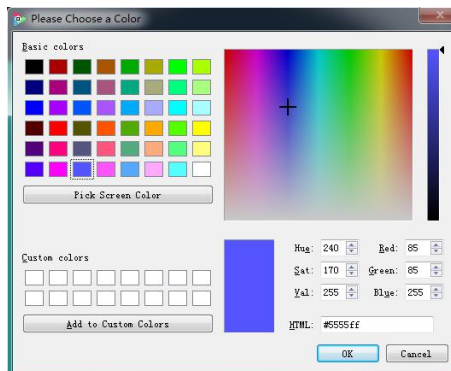 Please Choose a Color
Basic colors
Pick Screen Color
Custom colors
Add to Custom Colors
Hue: 240 Red: 85
Sat: 170 Green: 85
Val: 255 Blue: 255
HTML: #5555ff
OK Cancel